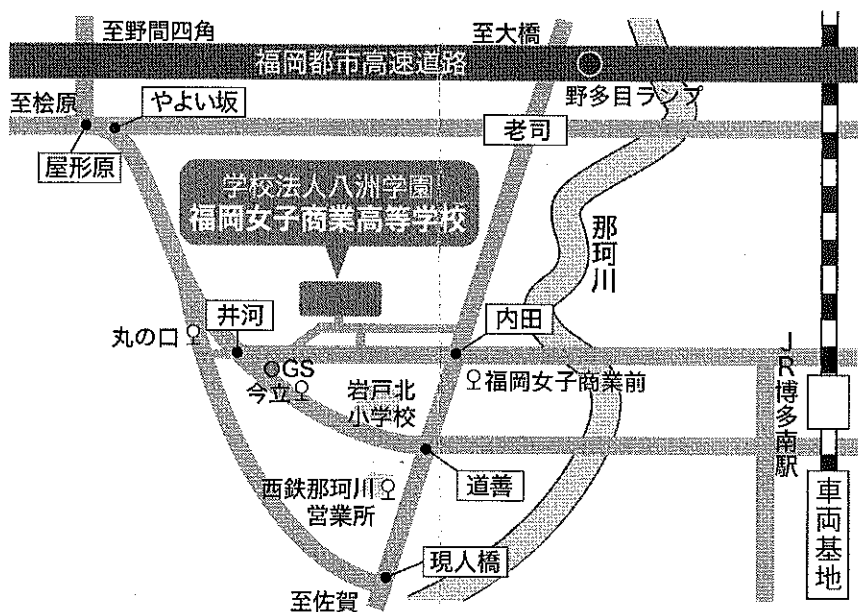 至野間四角
至大橋
福岡都市高速道路
野多目ランプ
至桧原
やよい坂
屋形原
老司
学校法人八洲学園
福岡女子商業高等学校
那珂川
丸の口
井河
内田
GS
今立
岩戸北
小学校
福岡女子商業前
JR博多南駅
道善
西鉄那珂川
営業所
車両基地
現人橋
至佐賀